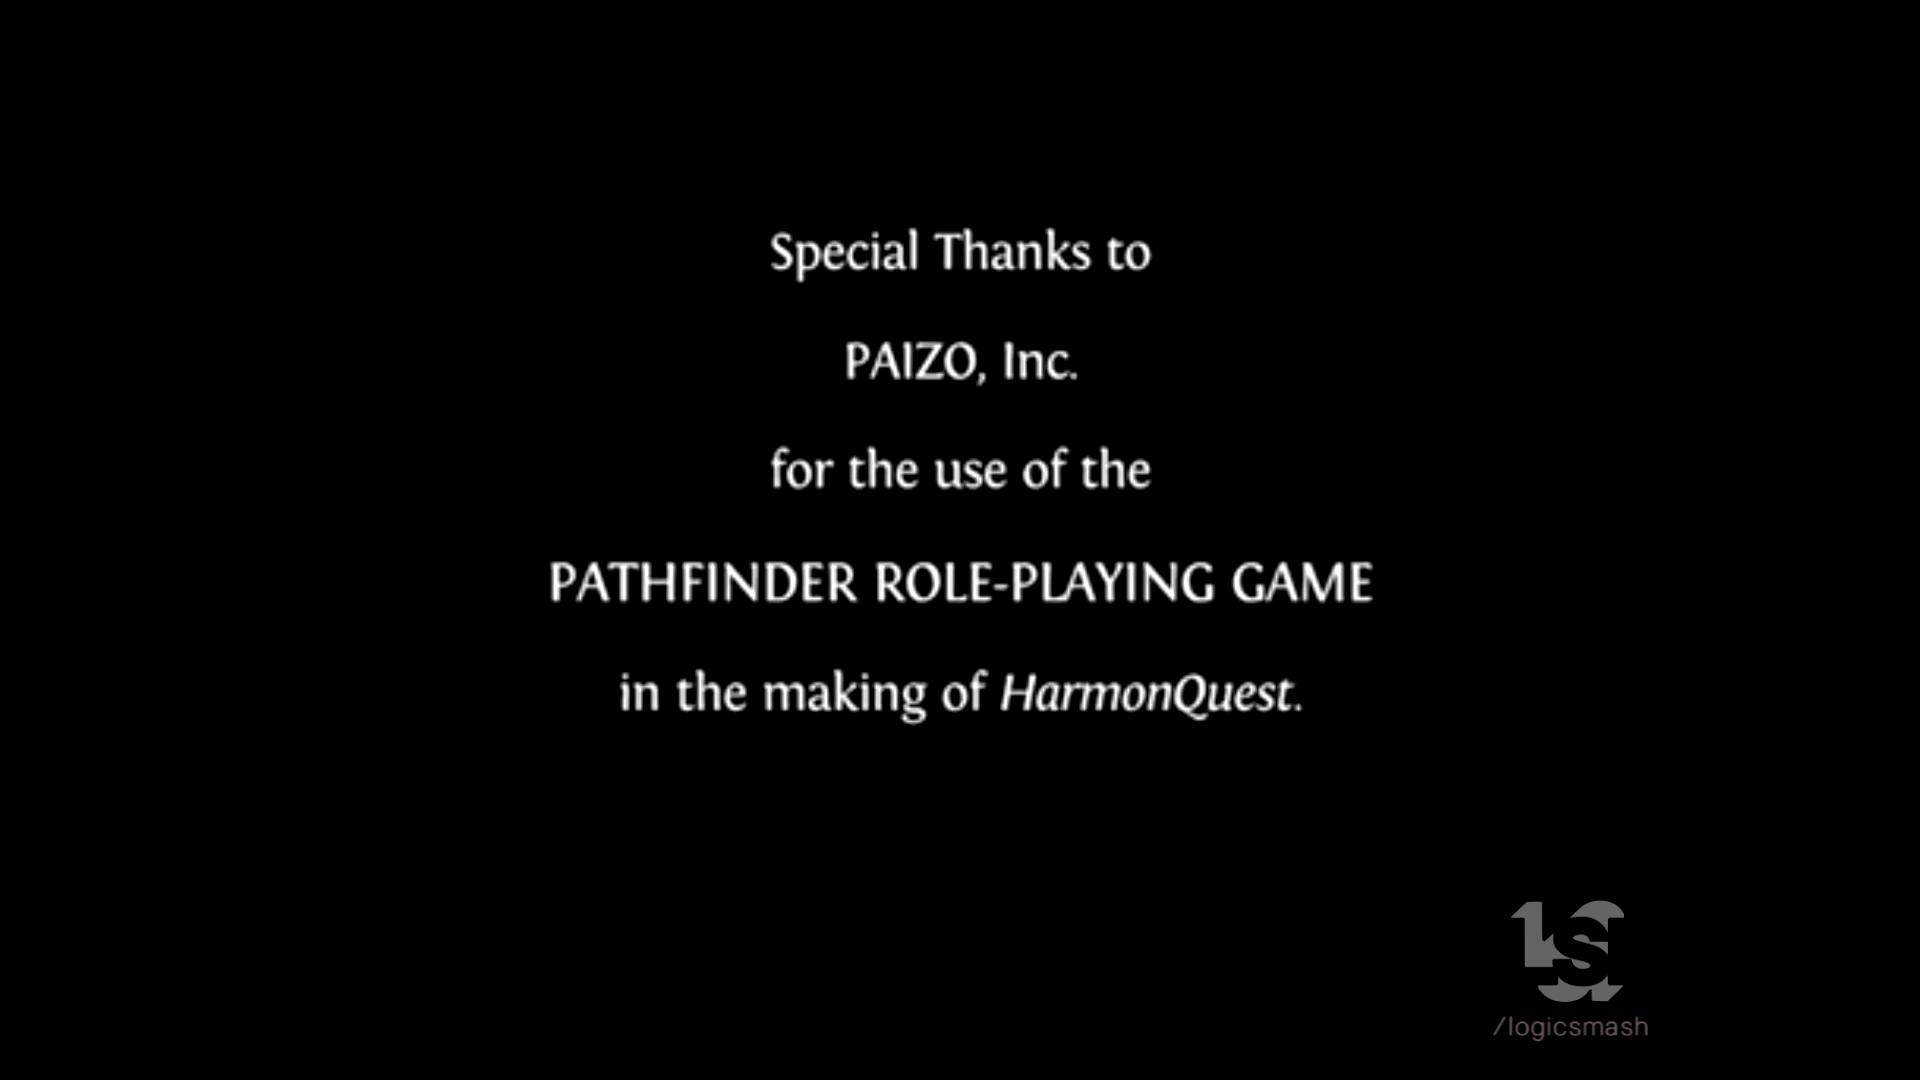 Special Thanks to
PAIZO, Inc.
for the use of the
PATHFINDER ROLE-PLAYING GAME
in the making of HarmonQuest.
ls
/logicsmash